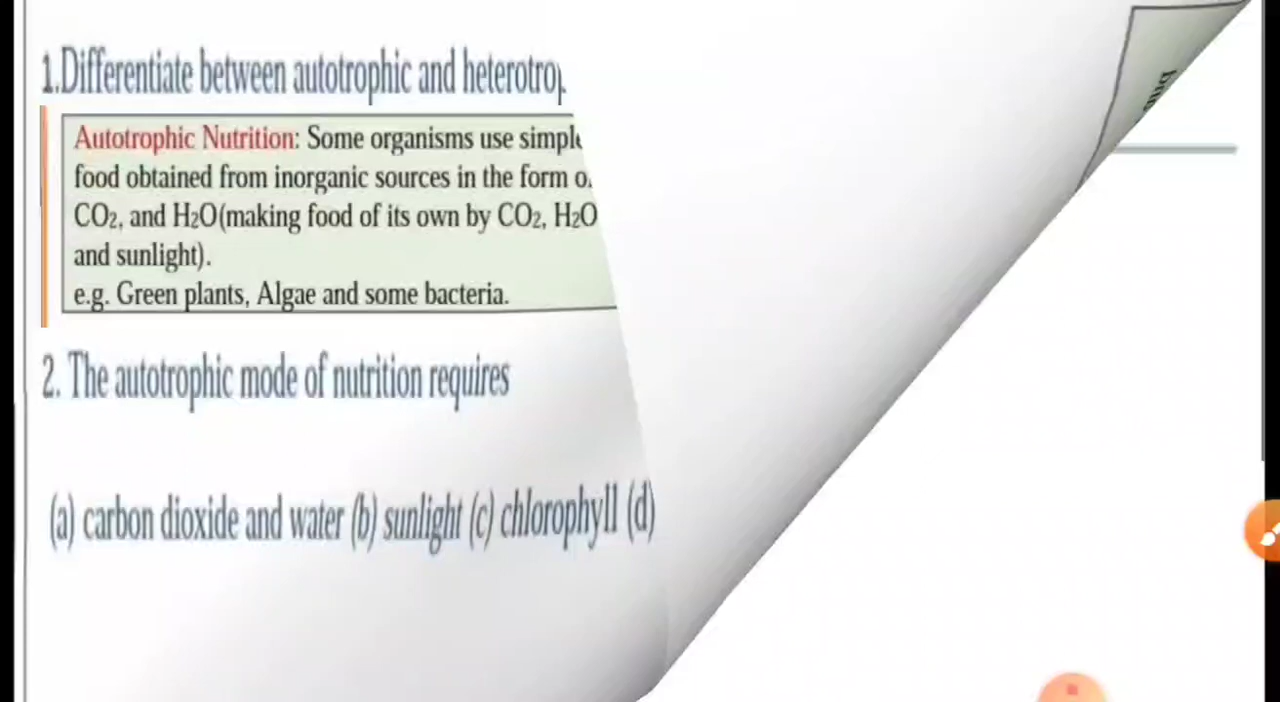 1.Differentiate between autotrophic and
Autotrophic Nutrition: Some organisms use
food obtained from inorganic sources in the form
CO₂, and H₂O(making food of its own by CO₂, H₂O
and sunlight).
e.g. Green plants, Algae and some bacteria.
2. The autotrophic mode of nutrition requires
(a) carbon dioxide and water (b) sunlight (c) chlorophyll (d)